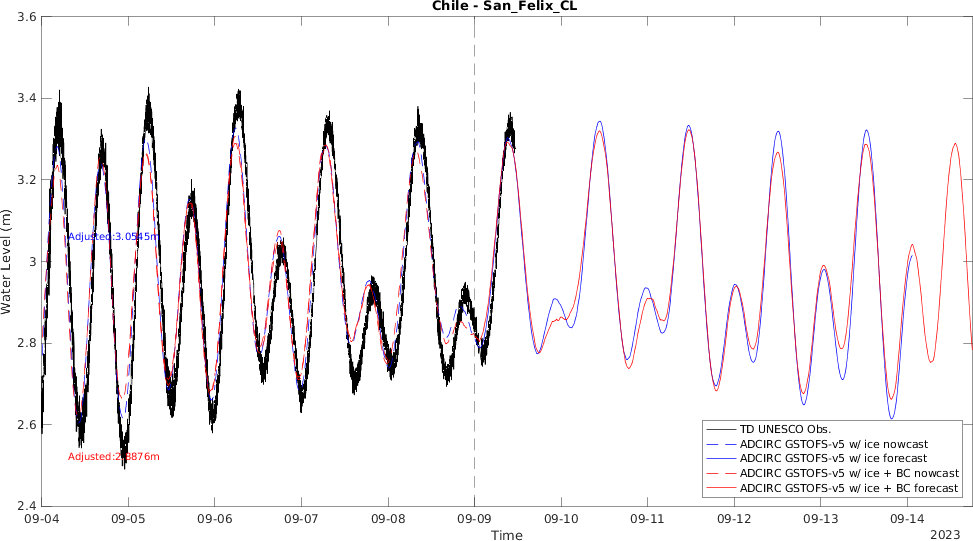 Chile - San_Felix_CL
3.6
3.4
3.2
3
2.8
2.6
2.4
Water Level (m)
Adjusted:3.0545m
Adjusted:2.8876m
TD UNESCO Obs.
ADCIRC GSTOFS-v5 w/ ice nowcast
ADCIRC GSTOFS-v5 w/ ice forecast
ADCIRC GSTOFS-v5 w/ ice + BC nowcast
ADCIRC GSTOFS-v5 w/ ice + BC forecast
09-04 09-05 09-06 09-07 09-08 09-09 09-10 09-11 09-12 09-13 09-14
Time
2023